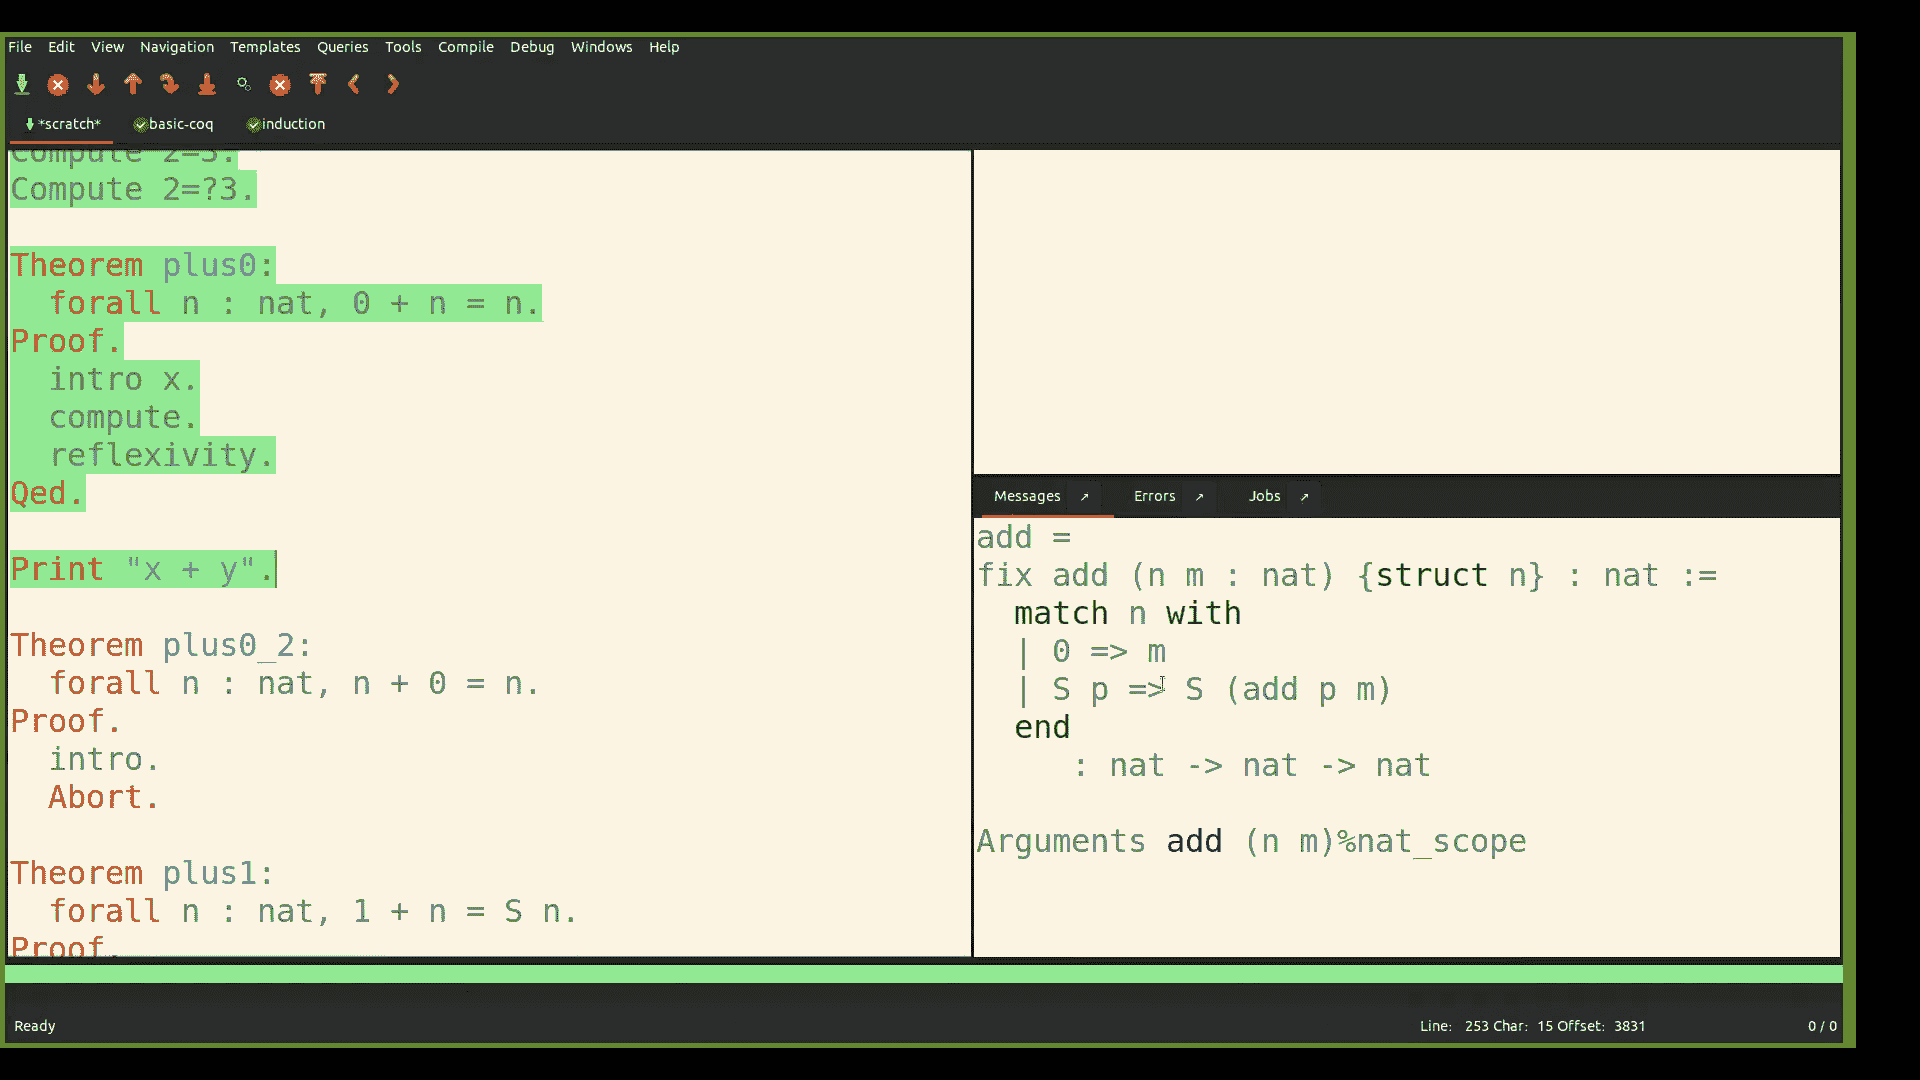 File Edit View Navigation Templates Queries Tools Compile Debug Windows Help
*scratch* basic-coq induction
Compute 2=3.
Compute 2=?3.
Theorem plus0:
forall n : nat, 0 + n = n.
Proof.
intro x.
compute.
reflexivity.
Qed.
Print "x + y".
Theorem plus0_2:
forall n : nat, n + 0 = n.
Proof.
intro.
Abort.
Theorem plus1:
forall n : nat, 1 + n = S n.
Proof.
Messages Errors Jobs
add =
fix add (n m : nat) {struct n} : nat :=
match n with
| 0 => m
| S p => S (add p m)
end
: nat -> nat -> nat
Arguments add (n m)%nat_scope
Ready Line: 253 Char: 15 Offset: 3831 0 / 0